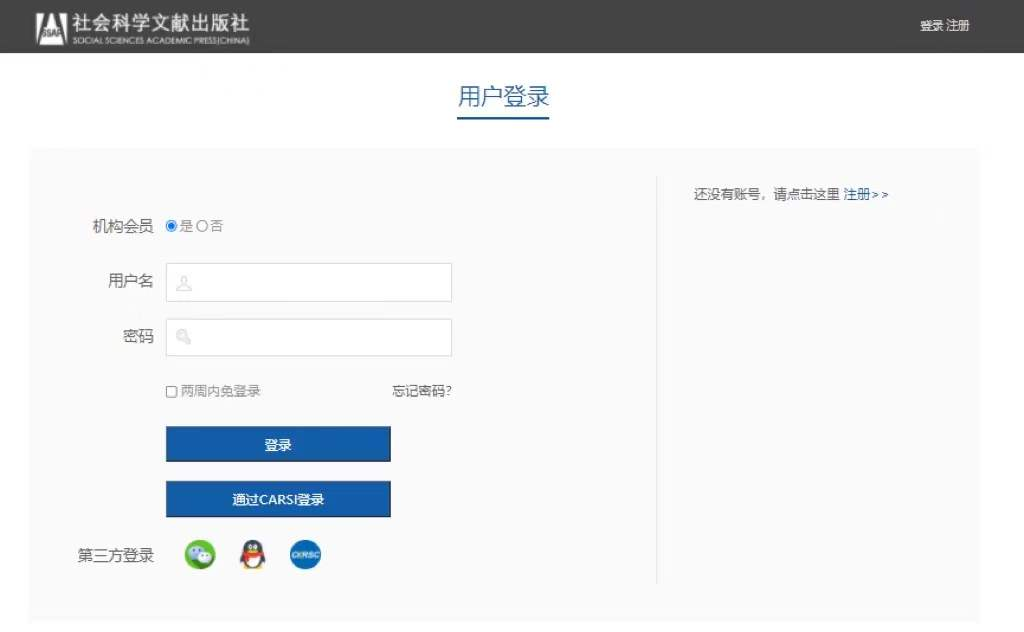 SSAP
社会科学文献出版社
SOCIAL SCIENCES ACADEMIC PRESS(CHINA)
登录 注册
用户登录
还没有账号，请点击这里 注册>>
机构会员 是 否
用户名
密码
两周内免登录 忘记密码?
登录
通过CARSI登录
第三方登录